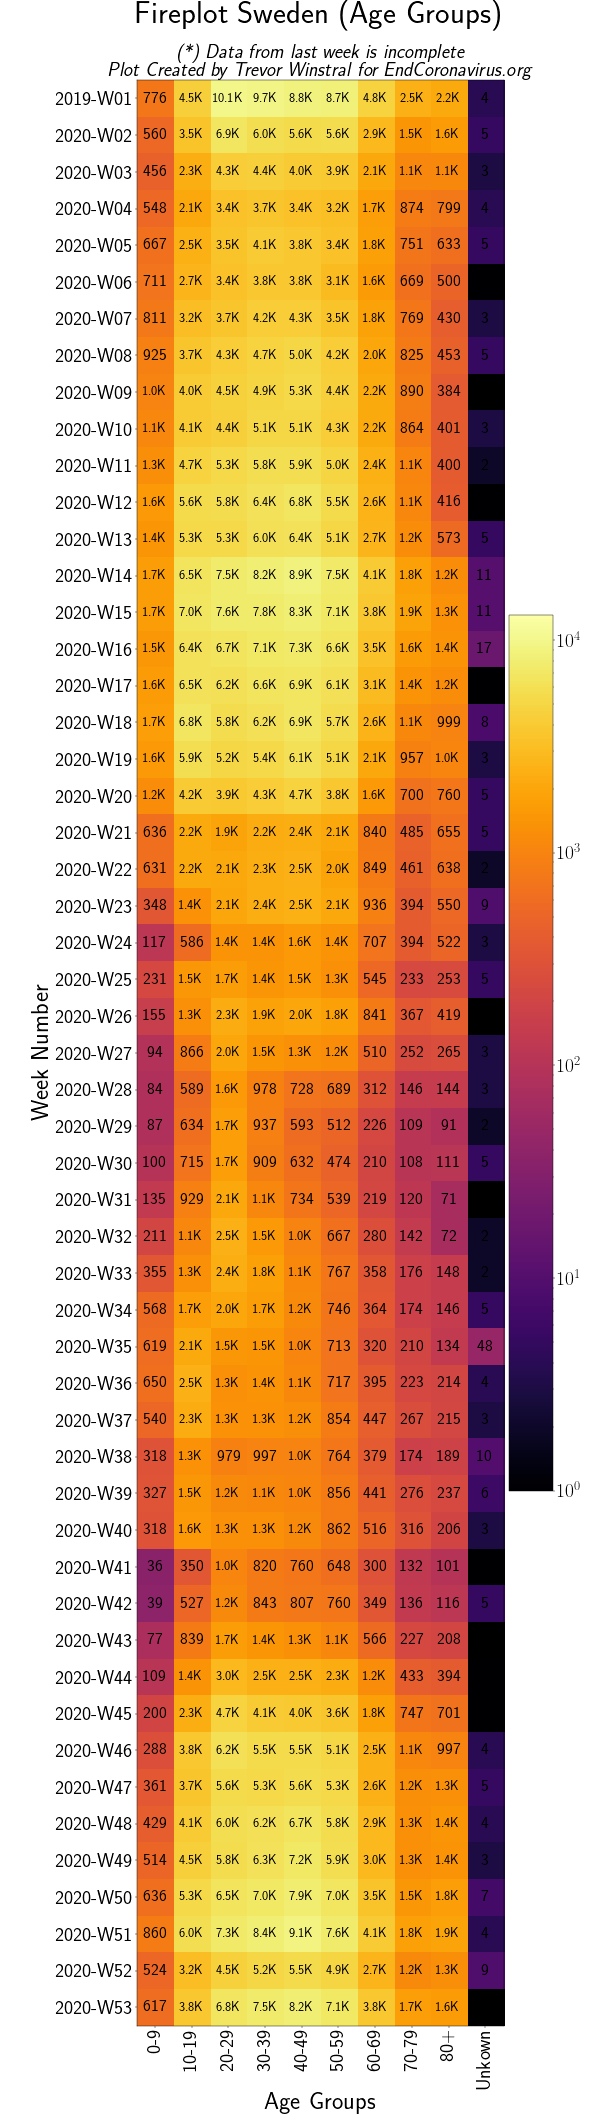 Fireplot Sweden (Age Groups)
(*) Data from last week is incomplete
Plot Created by Trevor Winstral for EndCoronavirus.org
2019-W01 776 4.5K 10.1K 9.7K 8.8K 8.7K 4.8K 2.5K 2.2K 4
2020-W02 560 3.5K 6.9K 6.0K 5.6K 5.6K 2.9K 1.5K 1.6K 5
2020-W03 456 2.3K 4.3K 4.4K 4.0K 3.9K 2.1K 1.1K 1.1K 3
2020-W04 548 2.1K 3.4K 3.7K 3.4K 3.2K 1.7K 874 799 4
2020-W05 667 2.5K 3.5K 4.1K 3.8K 3.4K 1.8K 751 633 5
2020-W06 711 2.7K 3.4K 3.8K 3.8K 3.1K 1.6K 669 500
2020-W07 811 3.2K 3.7K 4.2K 4.3K 3.5K 1.8K 769 430 3
2020-W08 925 3.7K 4.3K 4.7K 5.0K 4.2K 2.0K 825 453 5
2020-W09 1.0K 4.0K 4.5K 4.9K 5.3K 4.4K 2.2K 890 384
2020-W10 1.1K 4.1K 4.4K 5.1K 5.1K 4.3K 2.2K 864 401 3
2020-W11 1.3K 4.7K 5.3K 5.8K 5.9K 5.0K 2.4K 1.1K 400 2
2020-W12 1.6K 5.6K 5.8K 6.4K 6.8K 5.5K 2.6K 1.1K 416
2020-W13 1.4K 5.3K 5.3K 6.0K 6.4K 5.1K 2.7K 1.2K 573 5
2020-W14 1.7K 6.5K 7.5K 8.2K 8.9K 7.5K 4.1K 1.8K 1.2K 11
2020-W15 1.7K 7.0K 7.6K 7.8K 8.3K 7.1K 3.8K 1.9K 1.3K 11
2020-W16 1.5K 6.4K 6.7K 7.1K 7.3K 6.6K 3.5K 1.6K 1.4K 17
2020-W17 1.6K 6.5K 6.2K 6.6K 6.9K 6.1K 3.1K 1.4K 1.2K
2020-W18 1.7K 6.8K 5.8K 6.2K 6.9K 5.7K 2.6K 1.1K 999 8
2020-W19 1.6K 5.9K 5.2K 5.4K 6.1K 5.1K 2.1K 957 1.0K 3
2020-W20 1.2K 4.2K 3.9K 4.3K 4.7K 3.8K 1.6K 700 760 5
2020-W21 636 2.2K 1.9K 2.2K 2.4K 2.1K 840 485 655 5
2020-W22 631 2.2K 2.1K 2.3K 2.5K 2.0K 849 461 638 2
2020-W23 348 1.4K 2.1K 2.4K 2.5K 2.1K 936 394 550 9
2020-W24 117 586 1.4K 1.4K 1.6K 1.4K 707 394 522 3
2020-W25 231 1.5K 1.7K 1.4K 1.5K 1.3K 545 233 253 5
2020-W26 155 1.3K 2.3K 1.9K 2.0K 1.8K 841 367 419
2020-W27 94 866 2.0K 1.5K 1.3K 1.2K 510 252 265 3
2020-W28 84 589 1.6K 978 728 689 312 146 144 3
2020-W29 87 634 1.7K 937 593 512 226 109 91 2
2020-W30 100 715 1.7K 909 632 474 210 108 111 5
2020-W31 135 929 2.1K 1.1K 734 539 219 120 71
2020-W32 211 1.1K 2.5K 1.5K 1.0K 667 280 142 72 2
2020-W33 355 1.3K 2.4K 1.8K 1.1K 767 358 176 148 2
2020-W34 568 1.7K 2.0K 1.7K 1.2K 746 364 174 146 5
2020-W35 619 2.1K 1.5K 1.5K 1.0K 713 320 210 134 48
2020-W36 650 2.5K 1.3K 1.4K 1.1K 717 395 223 214 4
2020-W37 540 2.3K 1.3K 1.3K 1.2K 854 447 267 215 3
2020-W38 318 1.3K 979 997 1.0K 764 379 174 189 10
2020-W39 327 1.5K 1.2K 1.1K 1.0K 856 441 276 237 6
2020-W40 318 1.6K 1.3K 1.3K 1.2K 862 516 316 206 3
2020-W41 36 350 1.0K 820 760 648 300 132 101
2020-W42 39 527 1.2K 843 807 760 349 136 116 5
2020-W43 77 839 1.7K 1.4K 1.3K 1.1K 566 227 208
2020-W44 109 1.4K 3.0K 2.5K 2.5K 2.3K 1.2K 433 394
2020-W45 200 2.3K 4.7K 4.1K 4.0K 3.6K 1.8K 747 701
2020-W46 288 3.8K 6.2K 5.5K 5.5K 5.1K 2.5K 1.1K 997 4
2020-W47 361 3.7K 5.6K 5.3K 5.6K 5.3K 2.6K 1.2K 1.3K 5
2020-W48 429 4.1K 6.0K 6.2K 6.7K 5.8K 2.9K 1.3K 1.4K 4
2020-W49 514 4.5K 5.8K 6.3K 7.2K 5.9K 3.0K 1.3K 1.4K 3
2020-W50 636 5.3K 6.5K 7.0K 7.9K 7.0K 3.5K 1.5K 1.8K 7
2020-W51 860 6.0K 7.3K 8.4K 9.1K 7.6K 4.1K 1.8K 1.9K 4
2020-W52 524 3.2K 4.5K 5.2K 5.5K 4.9K 2.7K 1.2K 1.3K 9
2020-W53 617 3.8K 6.8K 7.5K 8.2K 7.1K 3.8K 1.7K 1.6K
0-9 10-19 20-29 30-39 40-49 50-59 60-69 70-79 80+ Unkown
Age Groups
Week Number
10⁴
10³
10²
10¹
10⁰